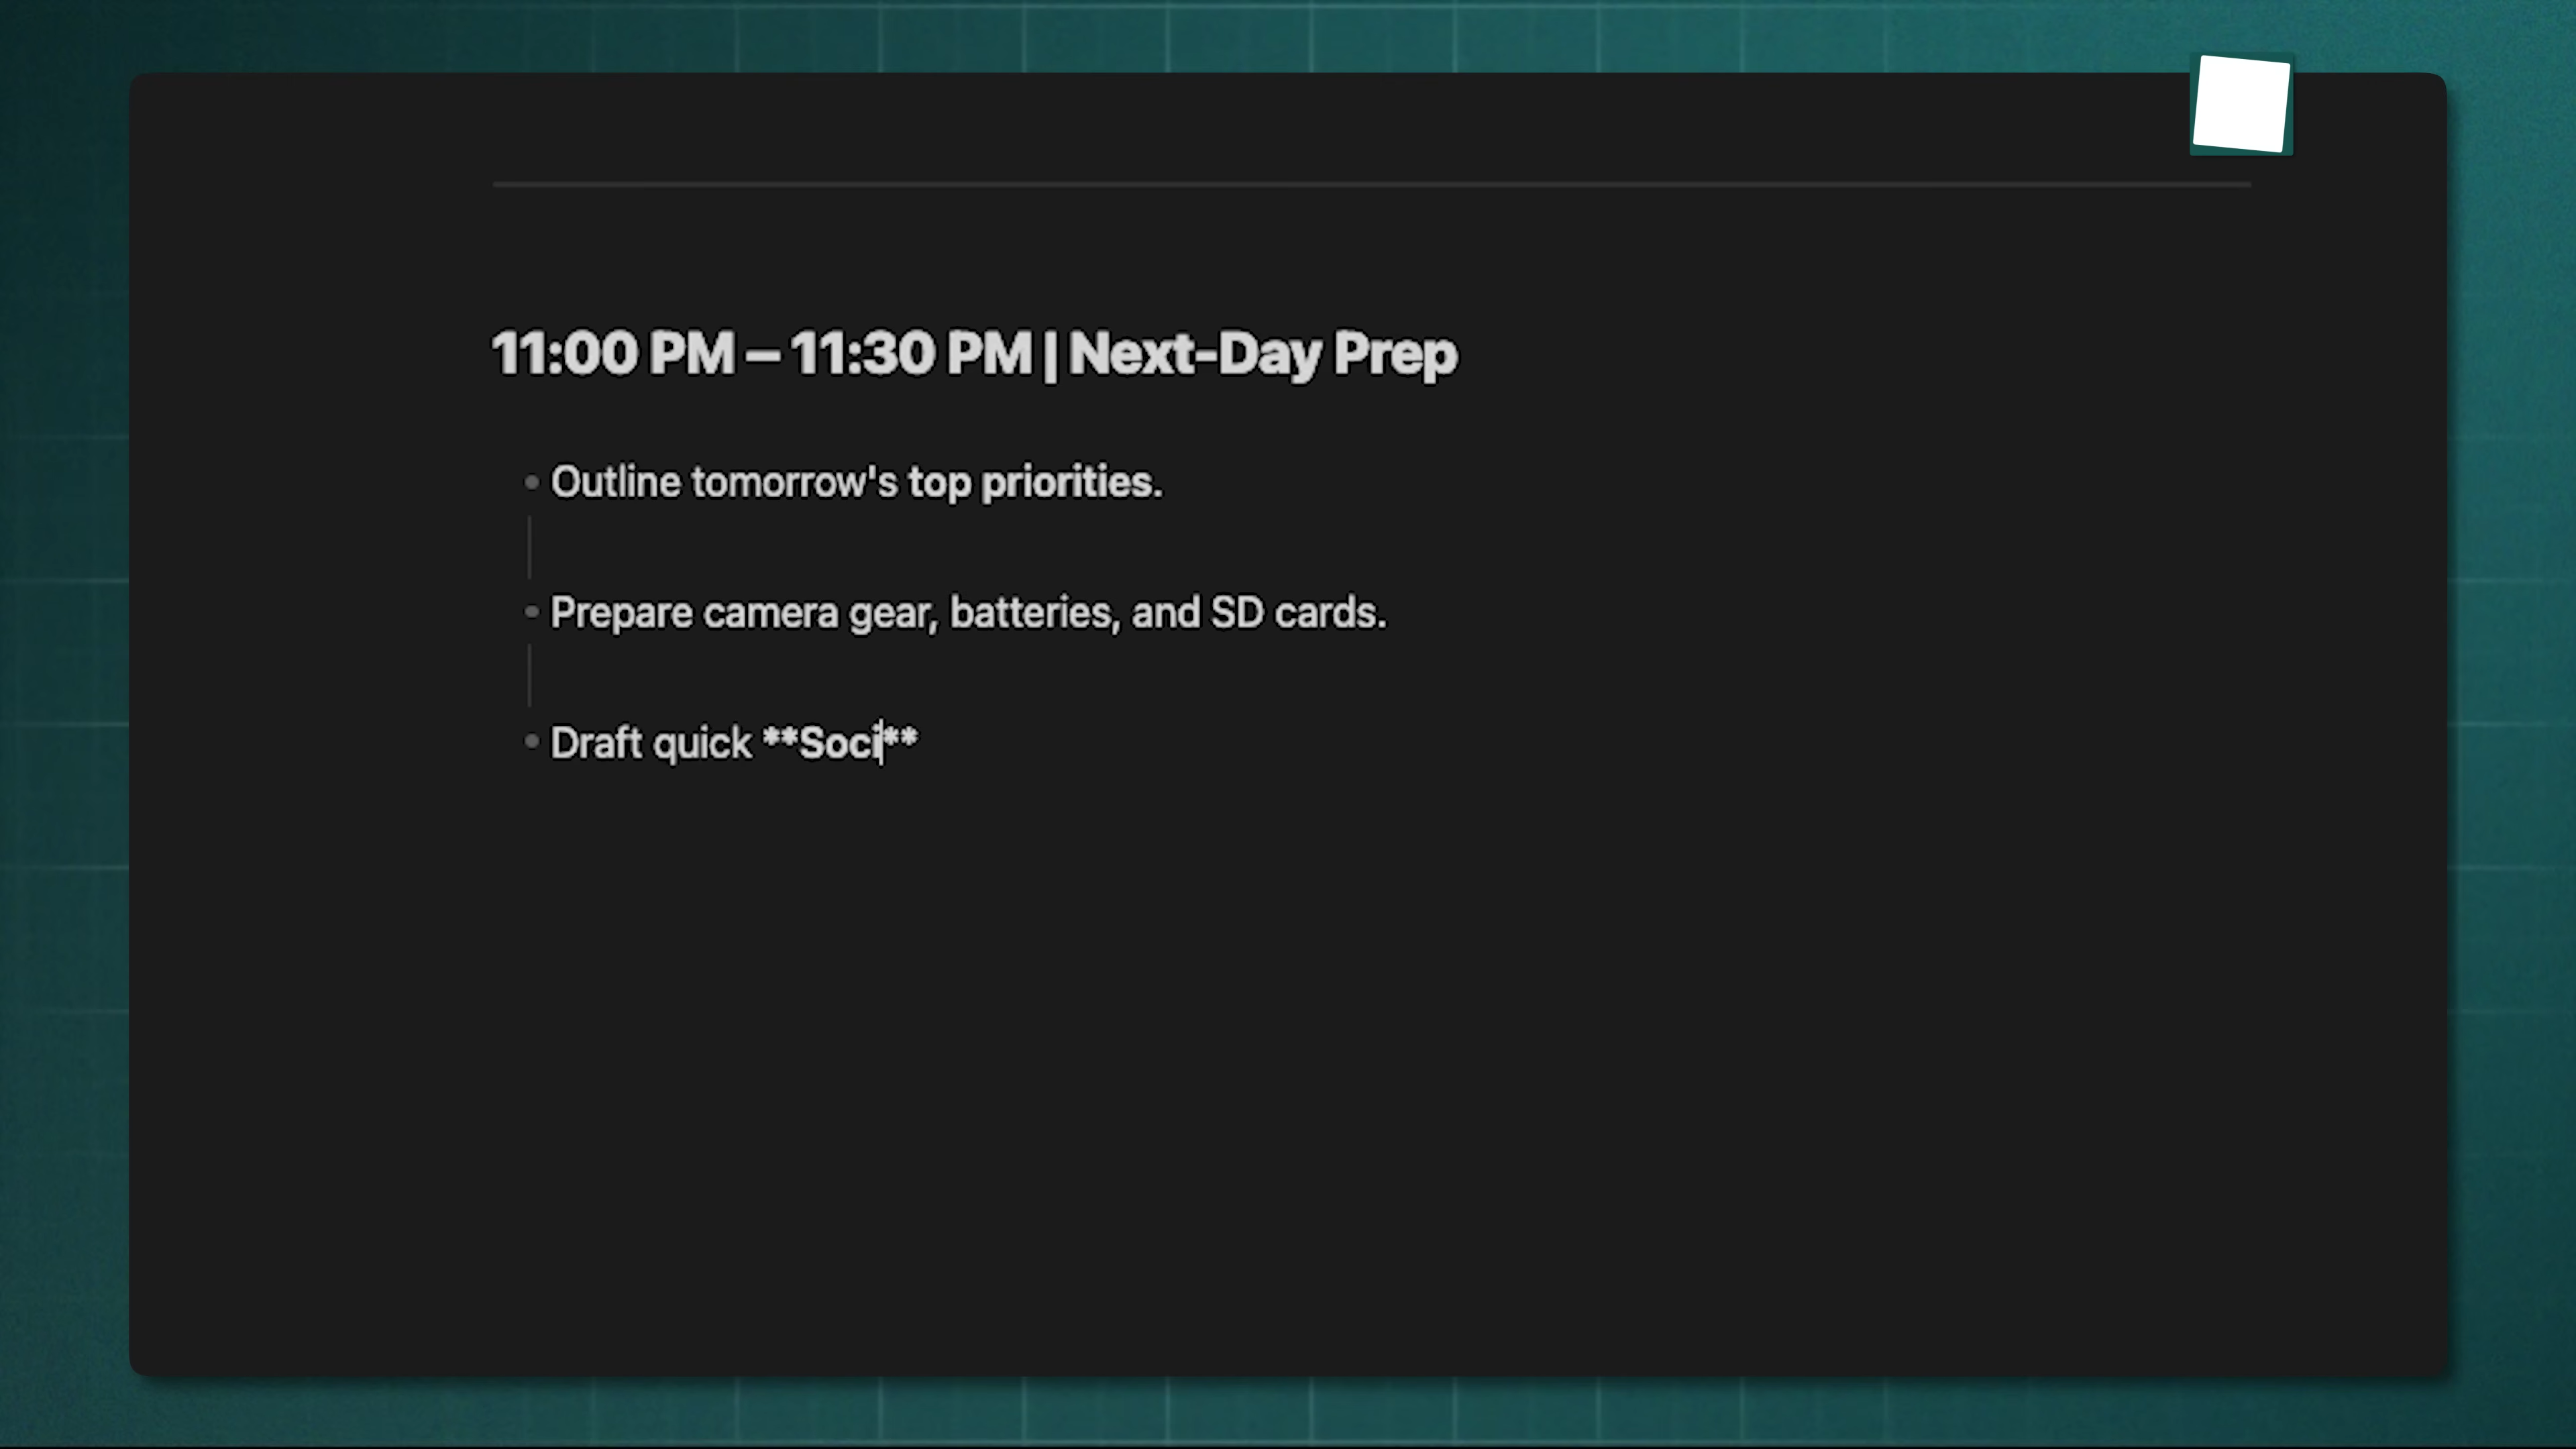 11:00 PM – 11:30 PM | Next-Day Prep
• Outline tomorrow's top priorities.
• Prepare camera gear, batteries, and SD cards.
• Draft quick **Soci**